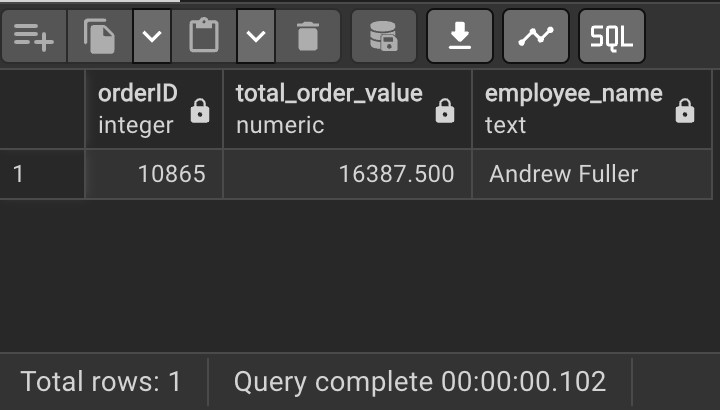 SQL
orderID total_order_value employee_name
integer numeric text
1 10865 16387.500 Andrew Fuller
Total rows: 1 Query complete 00:00:00.102